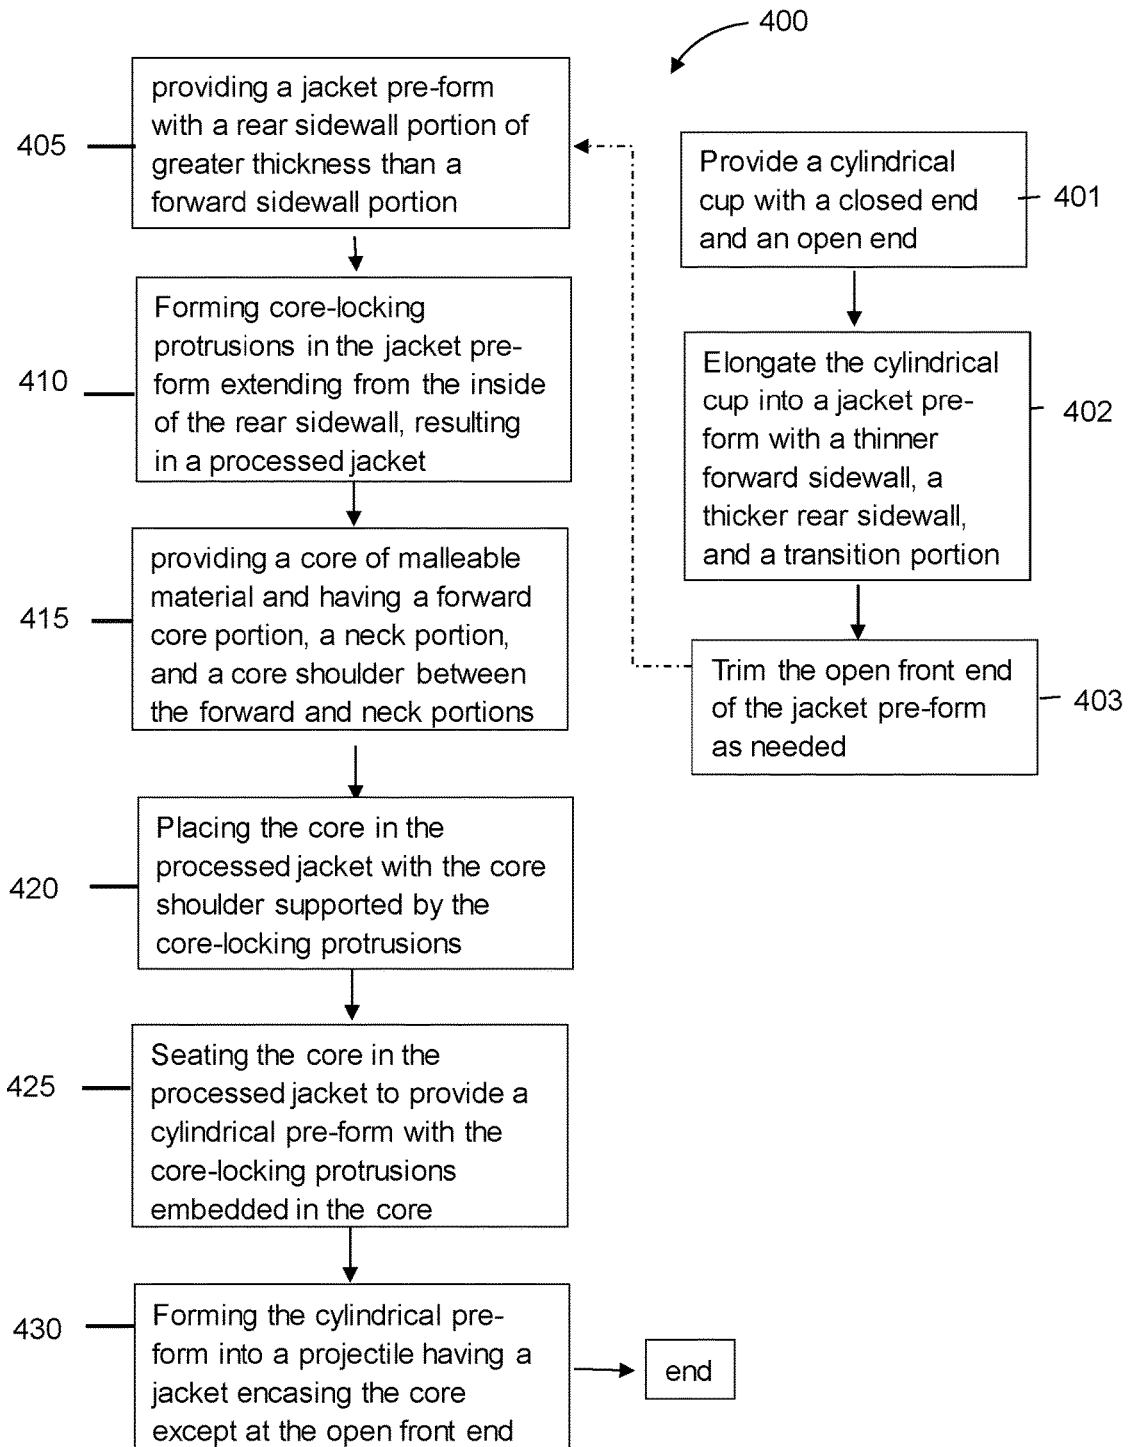 400
405
providing a jacket pre-form
with a rear sidewall portion of
greater thickness than a
forward sidewall portion
Provide a cylindrical
cup with a closed end
and an open end
401
410
Forming core-locking
protrusions in the jacket pre-
form extending from the inside
of the rear sidewall, resulting
in a processed jacket
Elongate the cylindrical
cup into a jacket pre-
form with a thinner
forward sidewall, a
thicker rear sidewall,
and a transition portion
402
415
providing a core of malleable
material and having a forward
core portion, a neck portion,
and a core shoulder between
the forward and neck portions
Trim the open front end
of the jacket pre-form
as needed
403
420
Placing the core in the
processed jacket with the core
shoulder supported by the
core-locking protrusions
425
Seating the core in the
processed jacket to provide a
cylindrical pre-form with the
core-locking protrusions
embedded in the core
430
Forming the cylindrical pre-
form into a projectile having a
jacket encasing the core
except at the open front end
end